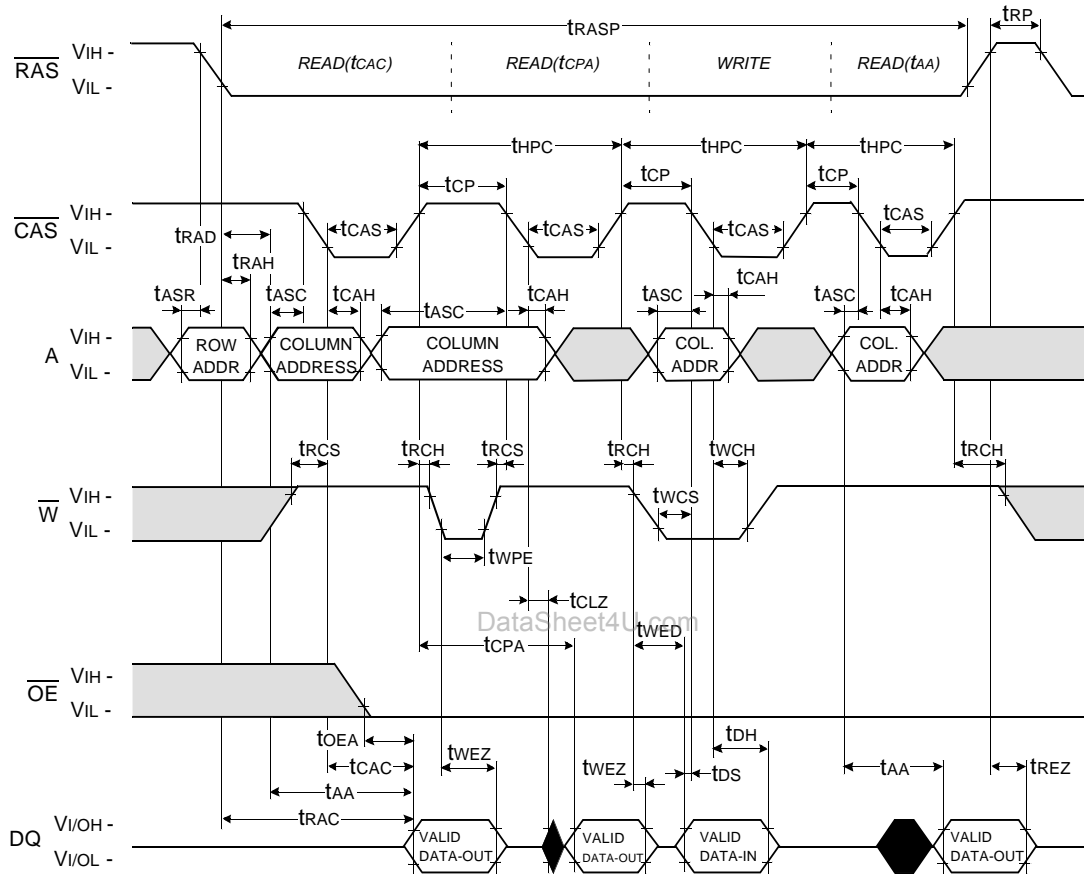 tRASP
tRP
RAS
VIH -
VIL -
READ(tCAC)
READ(tCPA)
WRITE
READ(tAA)
tHPC
tHPC
tHPC
tCP
tCP
tCP
CAS
VIH -
VIL -
tCAS
tCAS
tCAS
tCAS
tRAD
tRAH
tASR
tASC
tCAH
tASC
tCAH
tASC
tCAH
tASC
tCAH
A
VIH -
VIL -
ROW
ADDR
COLUMN
ADDRESS
COLUMN
ADDRESS
COL.
ADDR
COL.
ADDR
tRCS
tRCH
tRCS
tRCH
tWCH
tRCH
W
VIH -
VIL -
tWCS
tWPE
tCLZ
DataSheet4U.com
tCPA
tWED
OE
VIH -
VIL -
tOEA
tCAC
tAA
tRAC
tWEZ
tWEZ
tDH
tDS
tAA
tREZ
DQ
VI/OH -
VI/OL -
VALID
DATA-OUT
VALID
DATA-OUT
VALID
DATA-IN
VALID
DATA-OUT